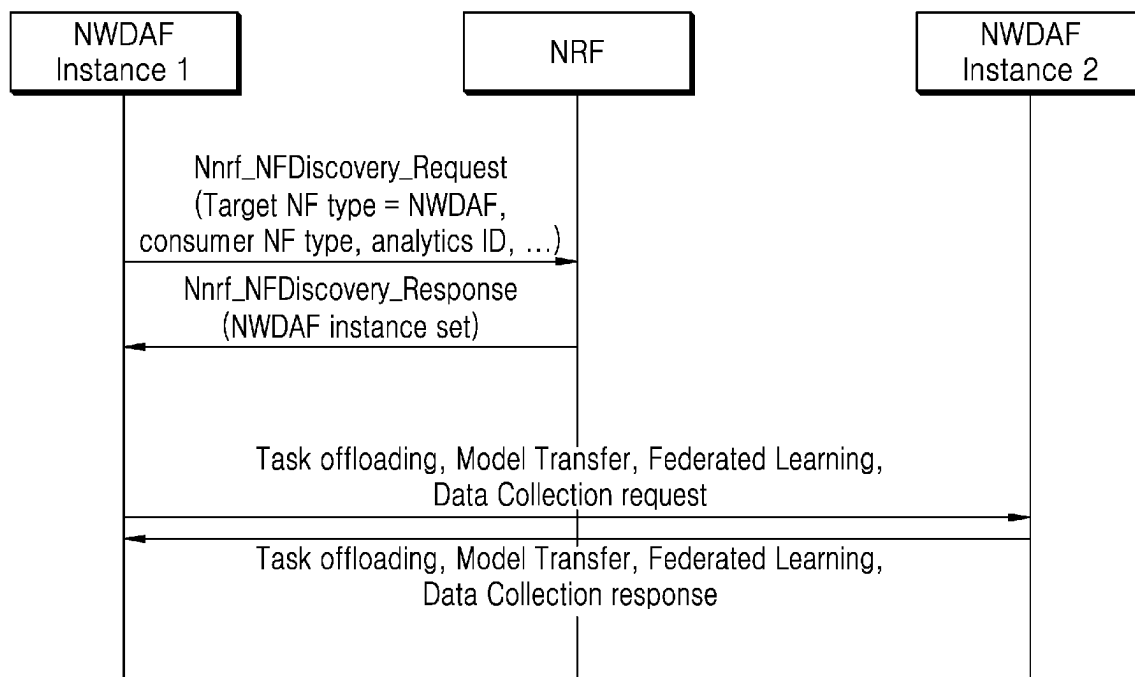 NWDAF
Instance 1
NRF
NWDAF
Instance 2
Nnrf_NFDiscovery_Request
(Target NF type = NWDAF,
consumer NF type, analytics ID, ...)
Nnrf_NFDiscovery_Response
(NWDAF instance set)
Task offloading, Model Transfer, Federated Learning,
Data Collection request
Task offloading, Model Transfer, Federated Learning,
Data Collection response